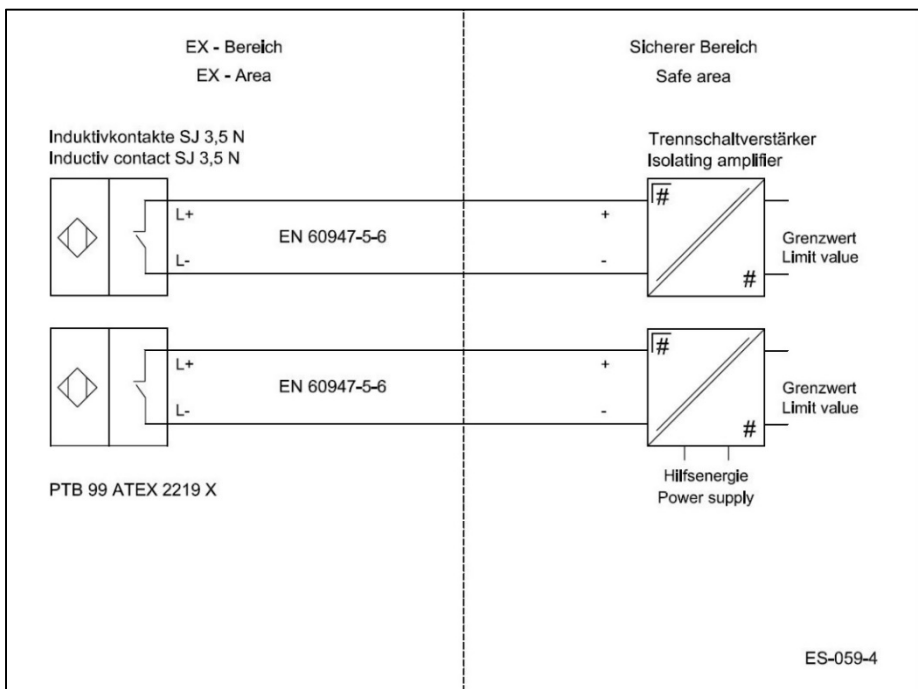 EX - Bereich
EX - Area
Sicherer Bereich
Safe area
Induktivkontakte SJ 3,5 N
Inductiv contact SJ 3,5 N
Trennschaltverstärker
Isolating amplifier
L+
EN 60947-5-6
L-
+
-
#
#
Grenzwert
Limit value
L+
EN 60947-5-6
L-
+
-
#
#
Grenzwert
Limit value
Hilfsenergie
Power supply
PTB 99 ATEX 2219 X
ES-059-4